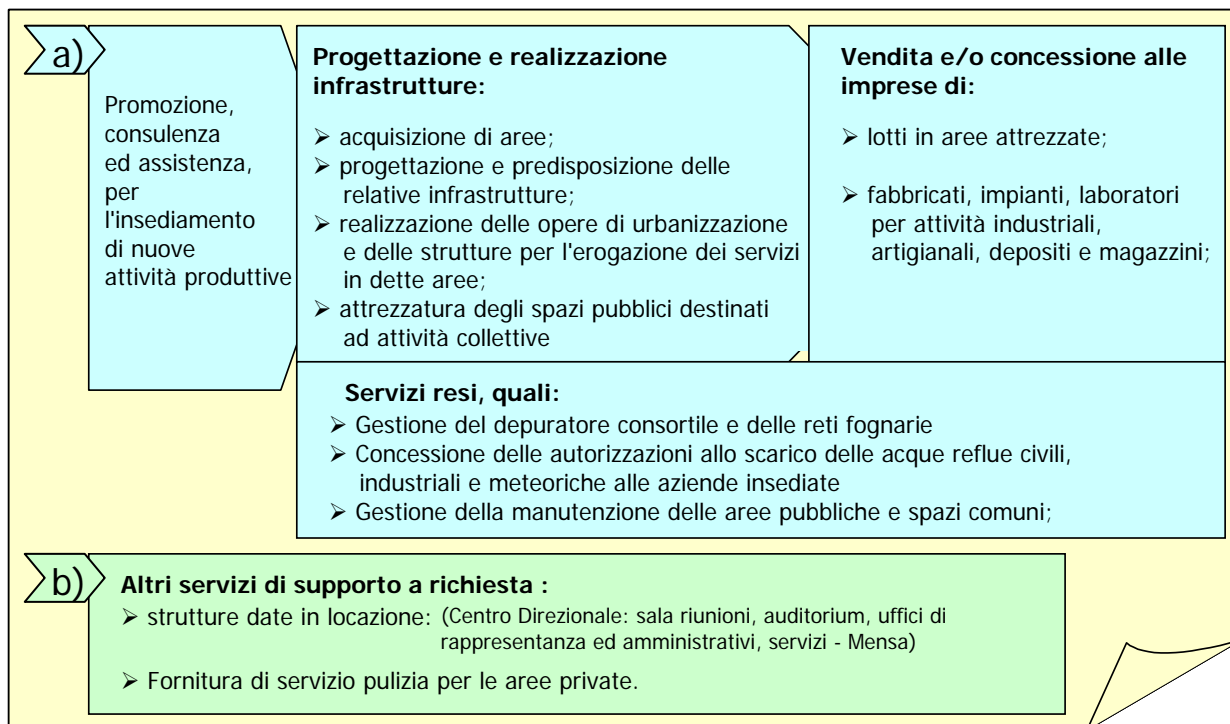 a)
Promozione,
consulenza
ed assistenza,
per
l'insediamento
di nuove
attività produttive
Progettazione e realizzazione
infrastrutture:
➢ acquisizione di aree;
➢ progettazione e predisposizione delle
relative infrastrutture;
➢ realizzazione delle opere di urbanizzazione
e delle strutture per l'erogazione dei servizi
in dette aree;
➢ attrezzatura degli spazi pubblici destinati
ad attività collettive
Vendita e/o concessione alle
imprese di:
➢ lotti in aree attrezzate;
➢ fabbricati, impianti, laboratori
per attività industriali,
artigianali, depositi e magazzini;
Servizi resi, quali:
➢ Gestione del depuratore consortile e delle reti fognarie
➢ Concessione delle autorizzazioni allo scarico delle acque reflue civili,
industriali e meteoriche alle aziende insediate
➢ Gestione della manutenzione delle aree pubbliche e spazi comuni;
b)
Altri servizi di supporto a richiesta :
➢ strutture date in locazione: (Centro Direzionale: sala riunioni, auditorium, uffici di
rappresentanza ed amministrativi, servizi - Mensa)
➢ Fornitura di servizio pulizia per le aree private.